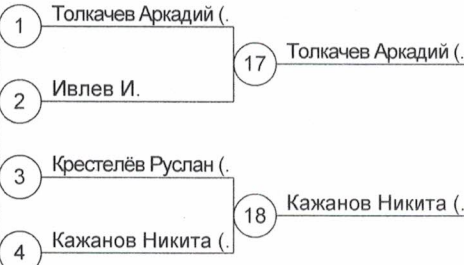 1 Толкачев Аркадий (.
17 Толкачев Аркадий (.
2 Ивлев И.
3 Крестелёв Руслан (.
18 Кажанов Никита (.
4 Кажанов Никита (.